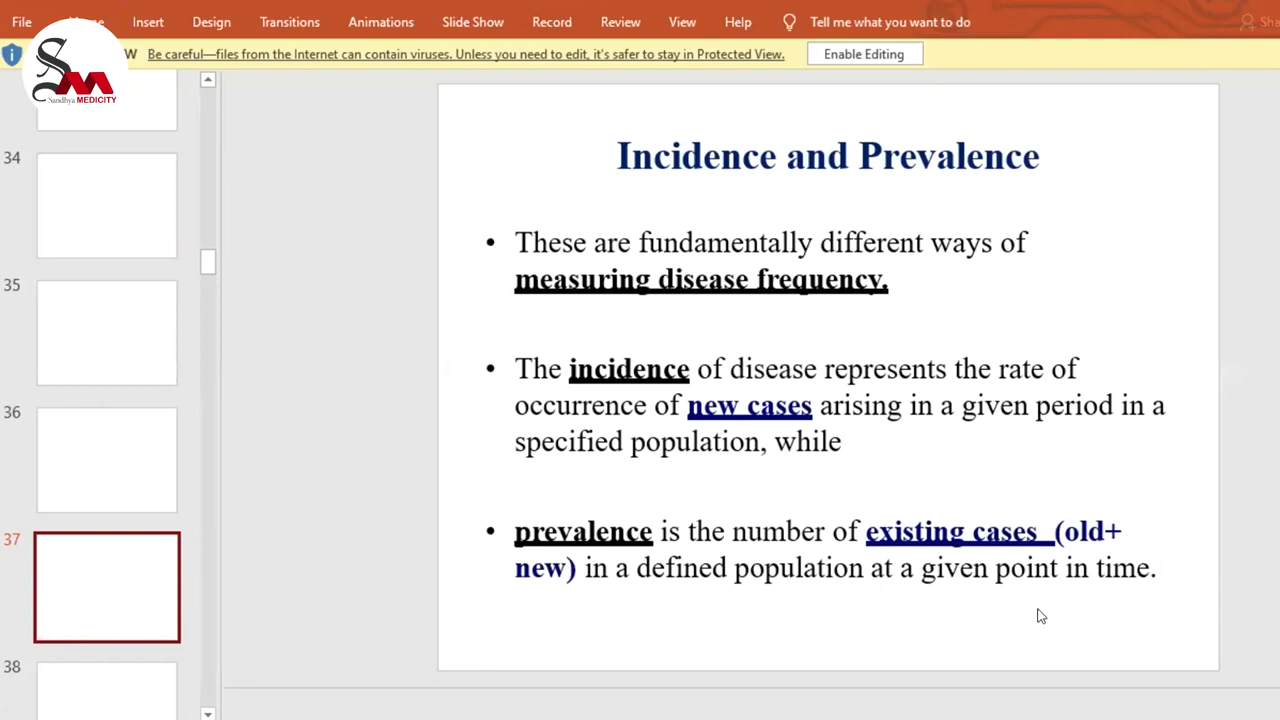 File Home Insert Design Transitions Animations Slide Show Record Review View Help Tell me what you want to do Sha
W Be careful—files from the Internet can contain viruses. Unless you need to edit, it's safer to stay in Protected View. Enable Editing
SM
Sandhya MEDICITY
34
35
36
37
38
Incidence and Prevalence
• These are fundamentally different ways of
measuring disease frequency.
• The incidence of disease represents the rate of
occurrence of new cases arising in a given period in a
specified population, while
• prevalence is the number of existing cases (old+
new) in a defined population at a given point in time.